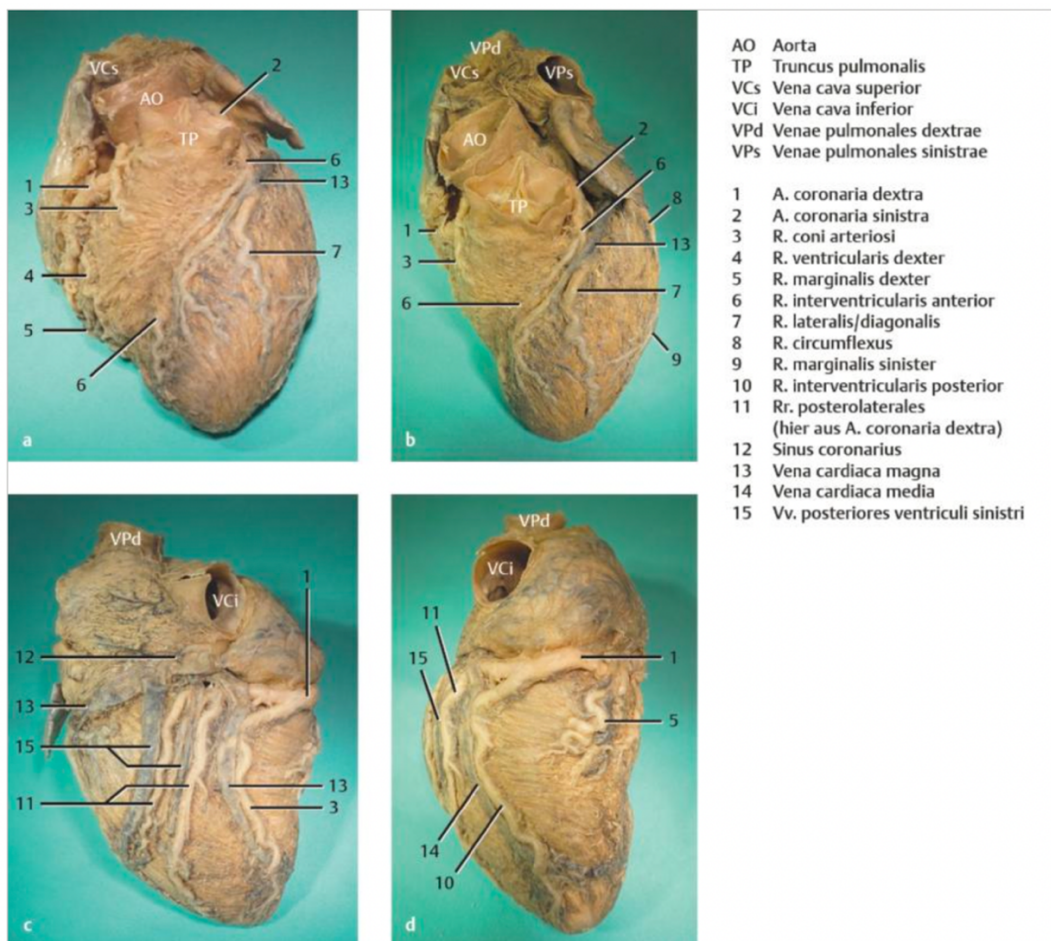 VCs
2
AO
TP
6
13
1
3
7
4
5
6
a
VPd
VCs
VPs
AO
2
6
TP
8
1
13
3
7
6
9
b
AO Aorta
TP Truncus pulmonalis
VCs Vena cava superior
VCi Vena cava inferior
VPd Venae pulmonales dextrae
VPs Venae pulmonales sinistrae
1 A. coronaria dextra
2 A. coronaria sinistra
3 R. coni arteriosi
4 R. ventricularis dexter
5 R. marginalis dexter
6 R. interventricularis anterior
7 R. lateralis/diagonalis
8 R. circumflexus
9 R. marginalis sinister
10 R. interventricularis posterior
11 Rr. posterolaterales
(hier aus A. coronaria dextra)
12 Sinus coronarius
13 Vena cardiaca magna
14 Vena cardiaca media
15 Vv. posteriores ventriculi sinistri
VPd
1
VCi
12
13
15
13
11
3
c
VPd
VCi
11
15
1
5
14
10
d